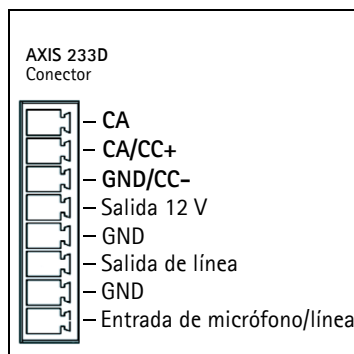 AXIS 233D
Conector
CA
CA/CC+
GND/CC-
Salida 12 V
GND
Salida de línea
GND
Entrada de micrófono/línea